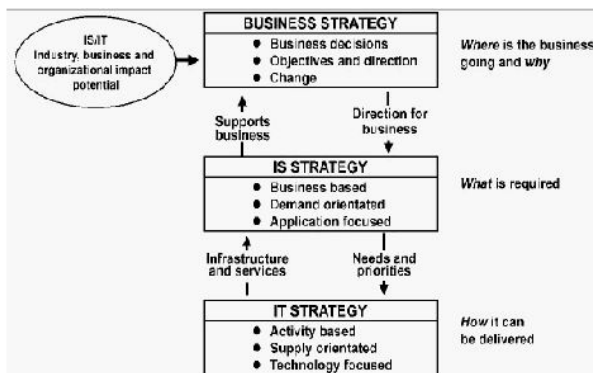 IS/IT
Industry, business and
organizational impact
potential
BUSINESS STRATEGY
● Business decisions
● Objectives and direction
● Change
Where is the business
going and why
Supports
business
Direction for
business
IS STRATEGY
● Business based
● Demand orientated
● Application focused
What is required
Infrastructure
and services
Needs and
priorities
IT STRATEGY
● Activity based
● Supply orientated
● Technology focused
How it can
be delivered